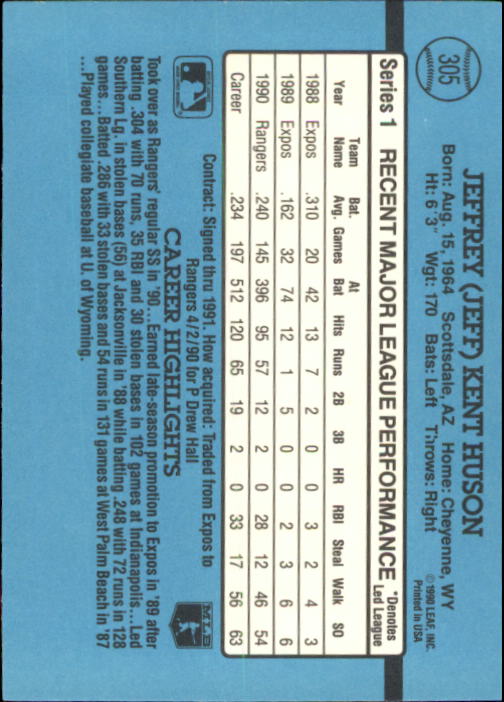 305
JEFFREY (JEFF) KENT HUSON
Born: Aug. 15, 1964 Scottsdale, AZ Home: Cheyenne, WY
Ht: 6'3" Wgt: 170 Bats: Left Throws: Right
© 1990 LEAF, INC.
Printed in USA
Series 1 RECENT MAJOR LEAGUE PERFORMANCE *Denotes Led League
Year Team Name Bat. Avg. Games At Bat Hits Runs 2B 3B HR RBI Steal Walk SO
1988 Expos .310 20 42 13 7 2 0 0 3 2 4 3
1989 Expos .162 32 74 12 1 5 0 0 2 3 6 6
1990 Rangers .240 145 396 95 57 12 2 0 28 12 46 54
Career .234 197 512 120 65 19 2 0 33 17 56 63
Contract: Signed thru 1991. How acquired: Traded from Expos to
Rangers 4/2/90 for P Drew Hall
CAREER HIGHLIGHTS
MLB
Took over as Rangers' regular SS in '90...Earned late-season promotion to Expos in '89 after
batting .304 with 70 runs, 35 RBI and 30 stolen bases in 102 games at Indianapolis...Led
Southern Lg. in stolen bases (56) at Jacksonville in '88 while batting .248 with 72 runs in 128
games...Batted .286 with 33 stolen bases and 54 runs in 131 games at West Palm Beach in '87
...Played collegiate baseball at U. of Wyoming.